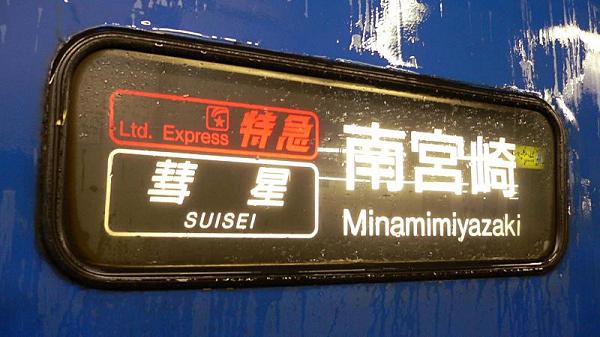 Ltd. Express 特急
彗星
SUISEI
南宮崎
Minamimiyazaki